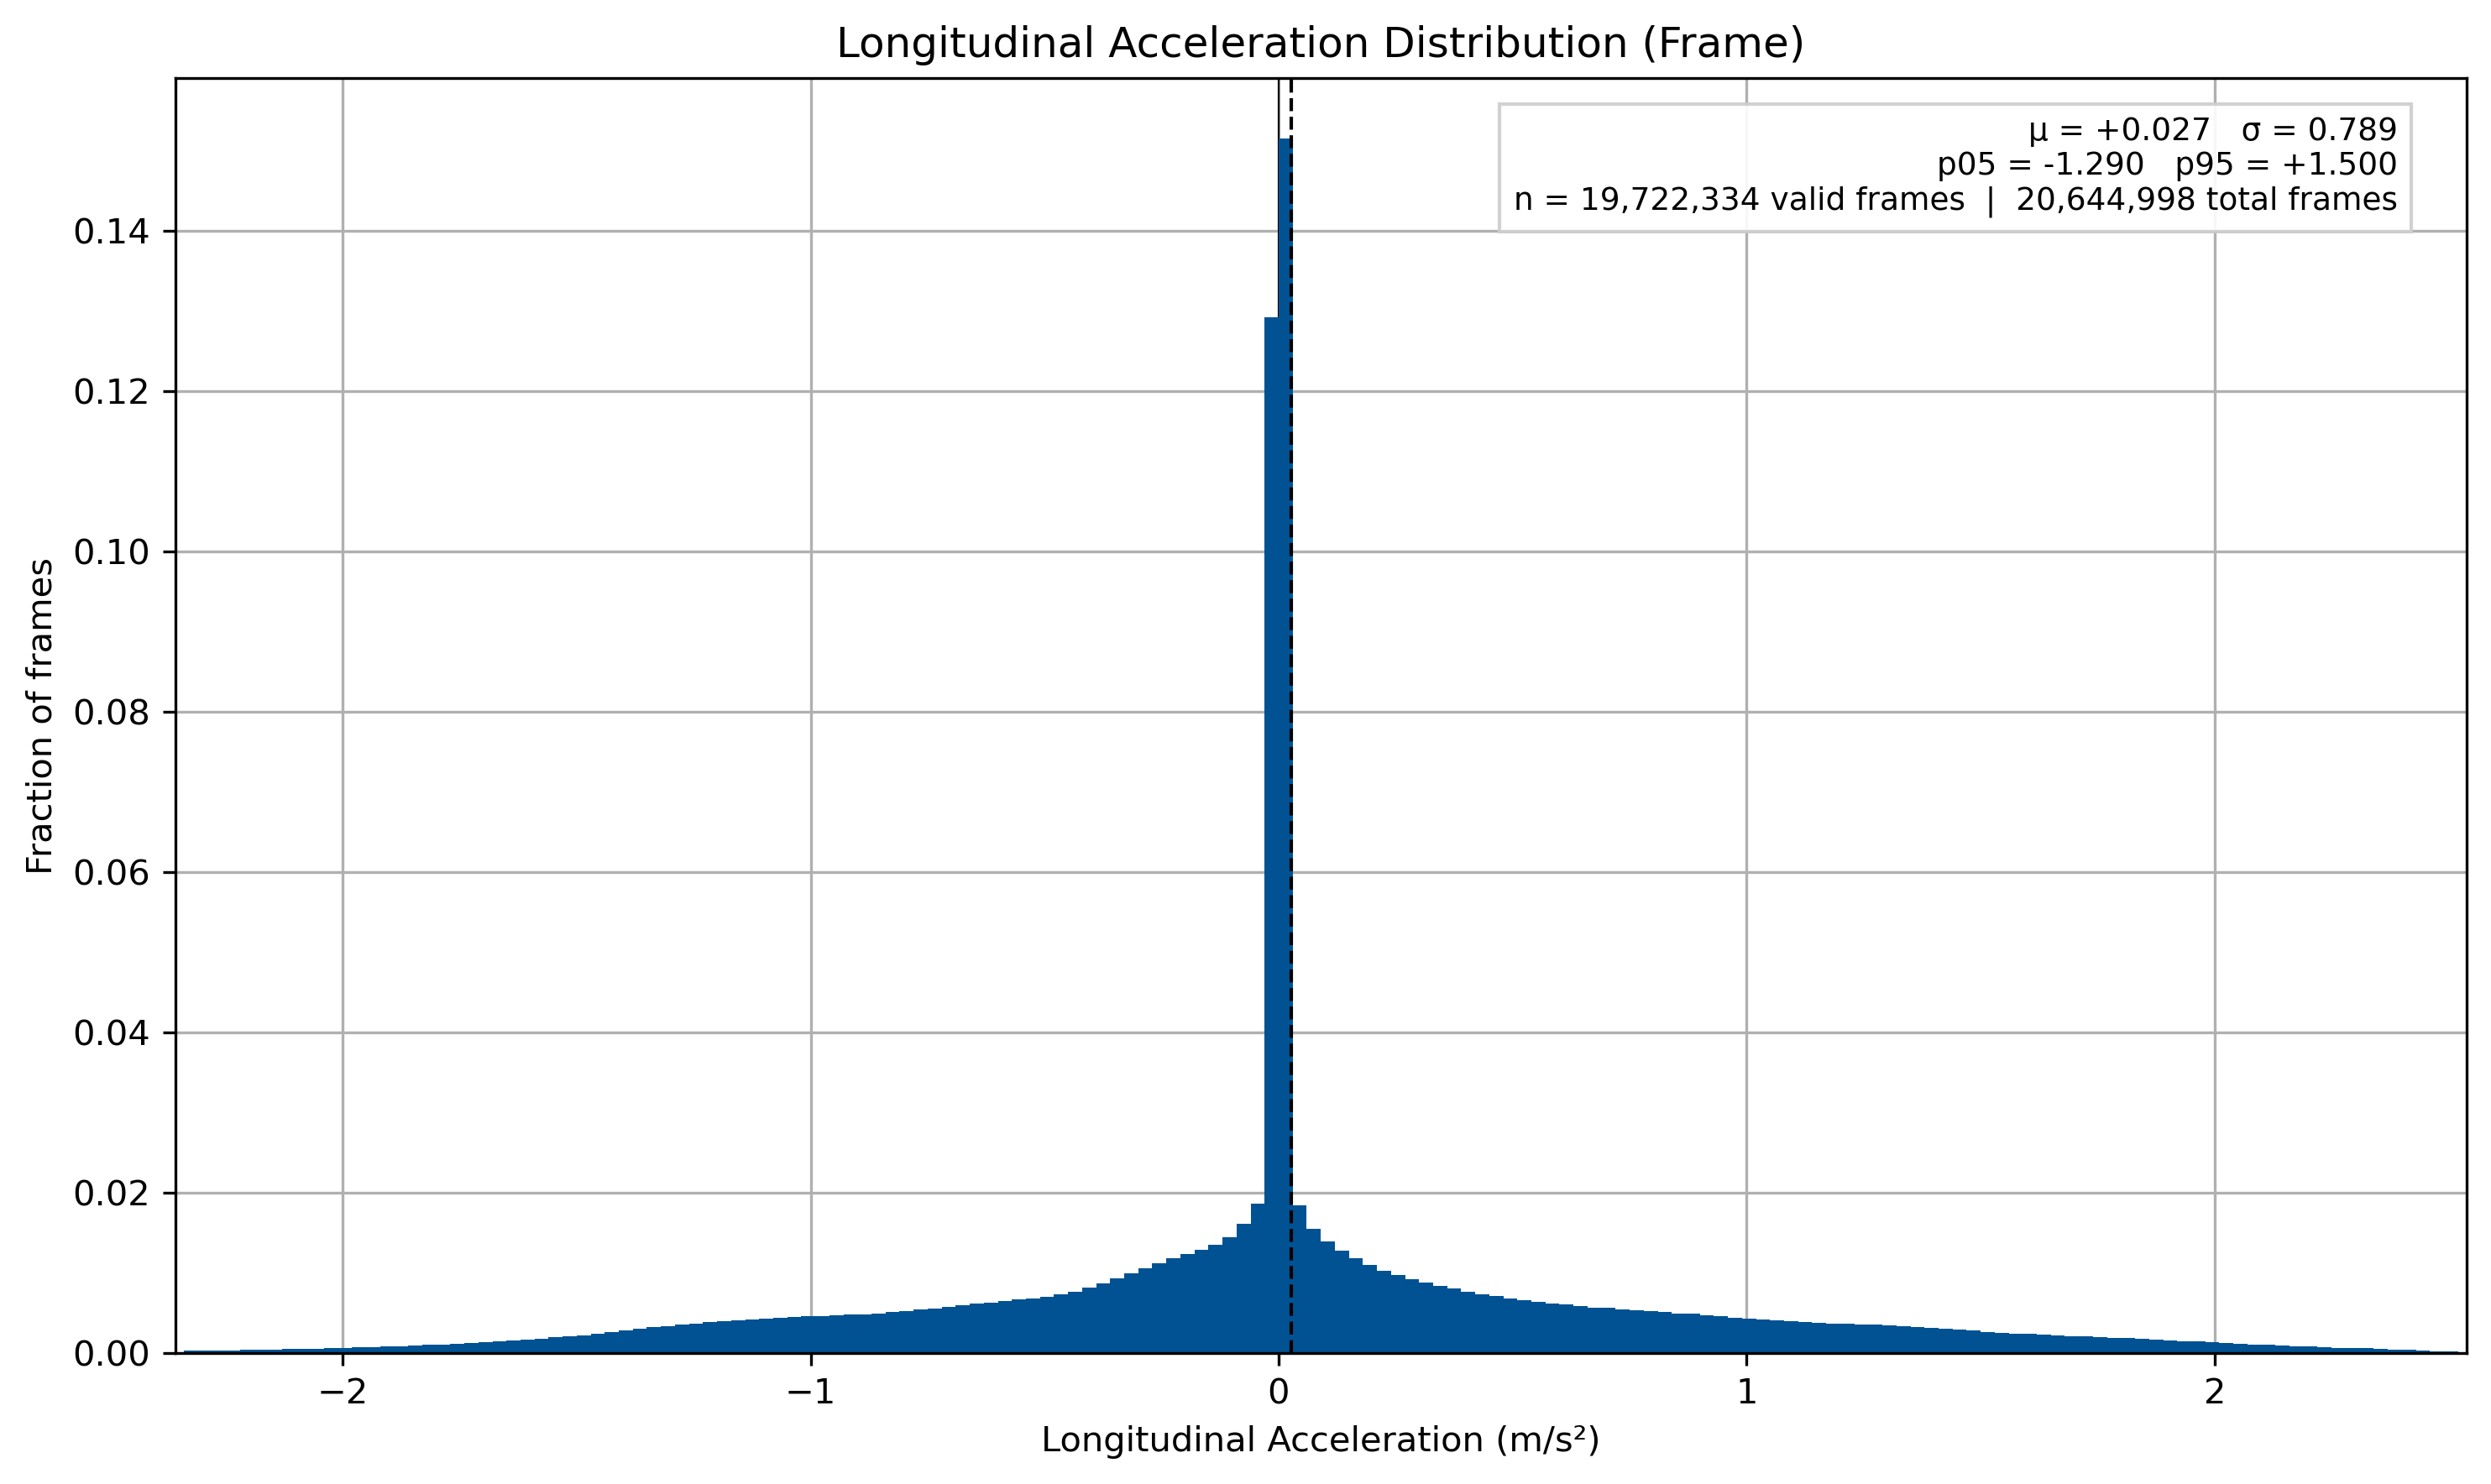 Longitudinal Acceleration Distribution (Frame)
μ = +0.027   σ = 0.789
p05 = -1.290   p95 = +1.500
n = 19,722,334 valid frames  |  20,644,998 total frames
0.14
0.12
0.10
0.08
0.06
0.04
0.02
0.00
Fraction of frames
−2
−1
0
1
2
Longitudinal Acceleration (m/s²)